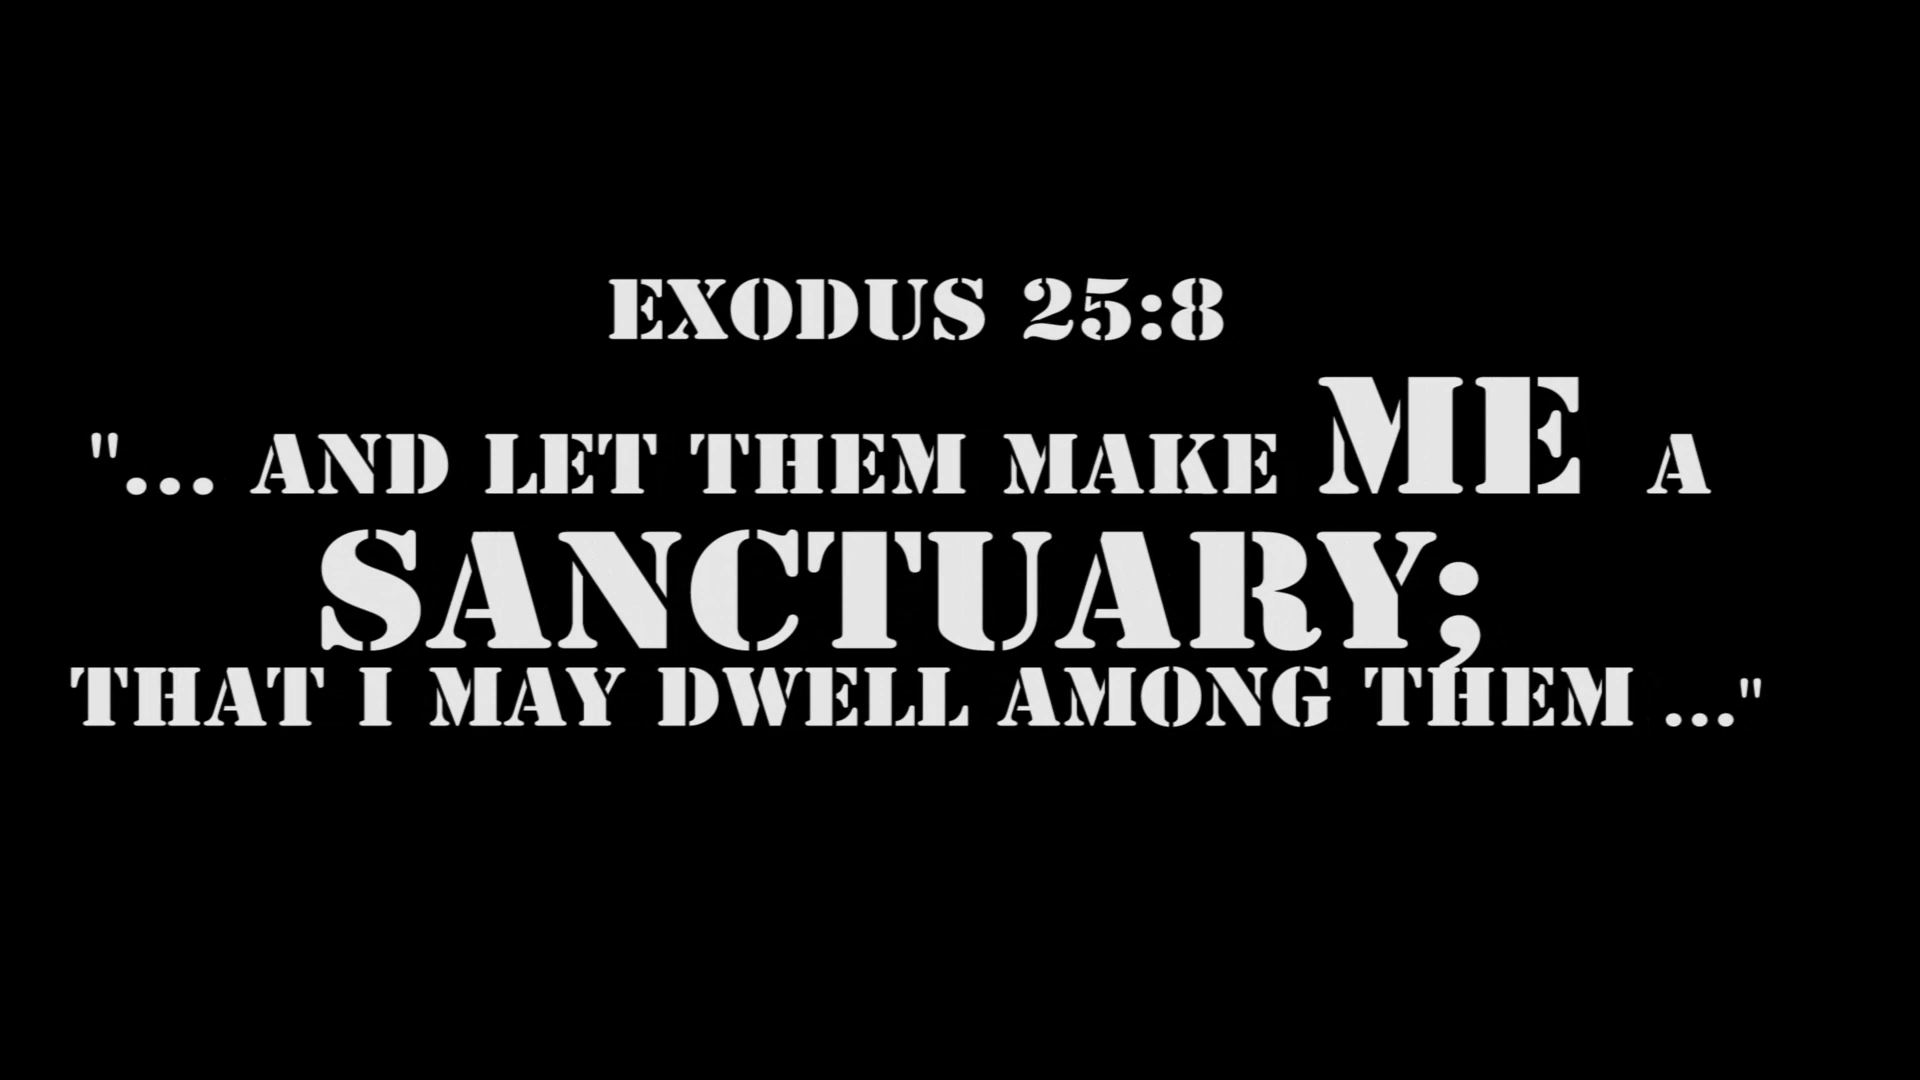 EXODUS 25:8
"... AND LET THEM MAKE ME A
SANCTUARY;
THAT I MAY DWELL AMONG THEM ..."